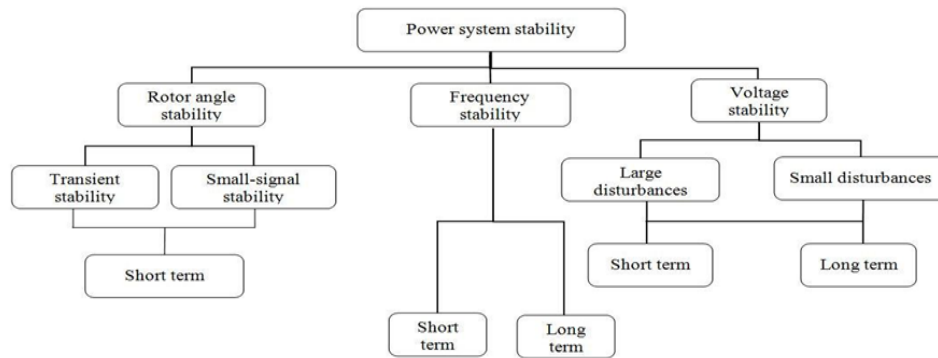 Power system stability
Rotor angle
stability
Frequency
stability
Voltage
stability
Transient
stability
Small-signal
stability
Large
disturbances
Small disturbances
Short term
Short term
Long term
Short
term
Long
term